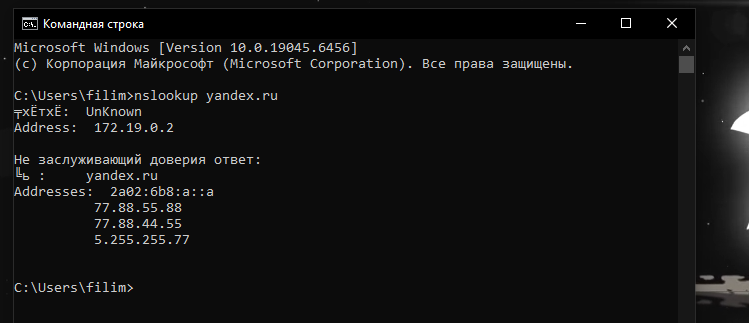 Командная строка
Microsoft Windows [Version 10.0.19045.6456]
(c) Корпорация Майкрософт (Microsoft Corporation). Все права защищены.
C:\Users\filim>nslookup yandex.ru
╤хЁтхЁ:  UnKnown
Address:  172.19.0.2
Не заслуживающий доверия ответ:
╚ь :     yandex.ru
Addresses:  2a02:6b8:a::a
77.88.55.88
77.88.44.55
5.255.255.77
C:\Users\filim>